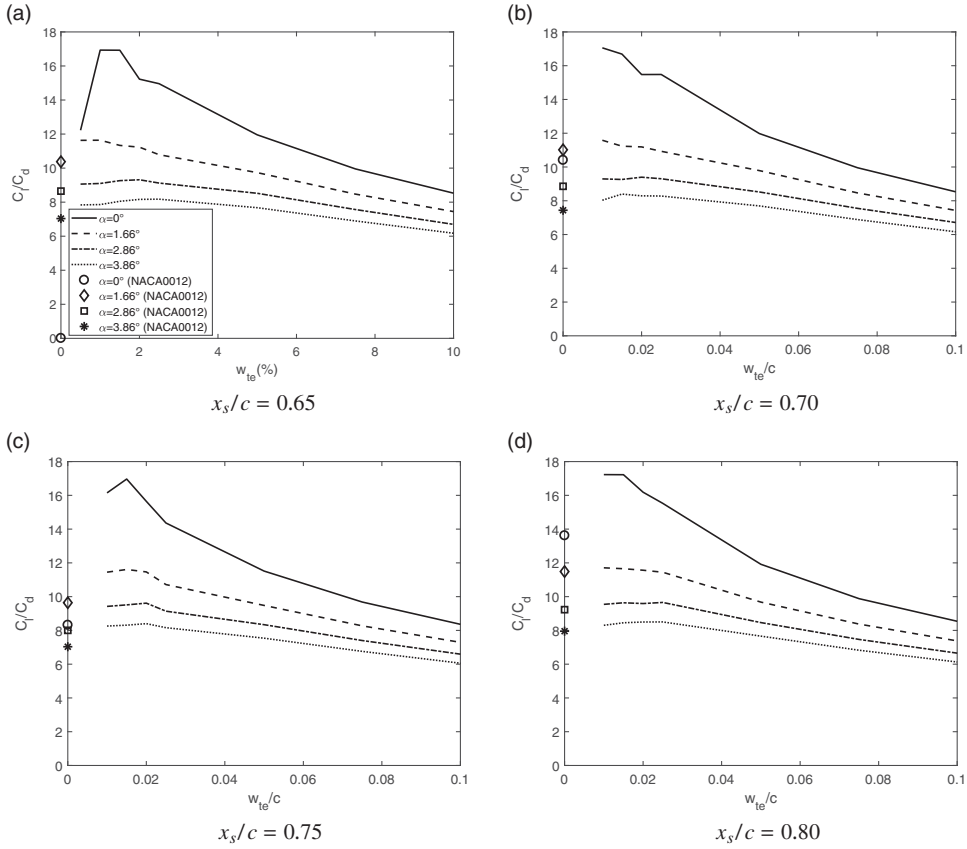 (a)
18
16
14
12
10
8
6
4
2
0
C_l/C_d
α=0°
α=1.66°
α=2.86°
α=3.86°
α=0° (NACA0012)
α=1.66° (NACA0012)
α=2.86° (NACA0012)
α=3.86° (NACA0012)
0 2 4 6 8 10
w_te(%)
x_s/c = 0.65
(b)
18
16
14
12
10
8
6
4
2
0
C_l/C_d
0 0.02 0.04 0.06 0.08 0.1
w_te/c
x_s/c = 0.70
(c)
18
16
14
12
10
8
6
4
2
0
C_l/C_d
0 0.02 0.04 0.06 0.08 0.1
w_te/c
x_s/c = 0.75
(d)
18
16
14
12
10
8
6
4
2
0
C_l/C_d
0 0.02 0.04 0.06 0.08 0.1
w_te/c
x_s/c = 0.80